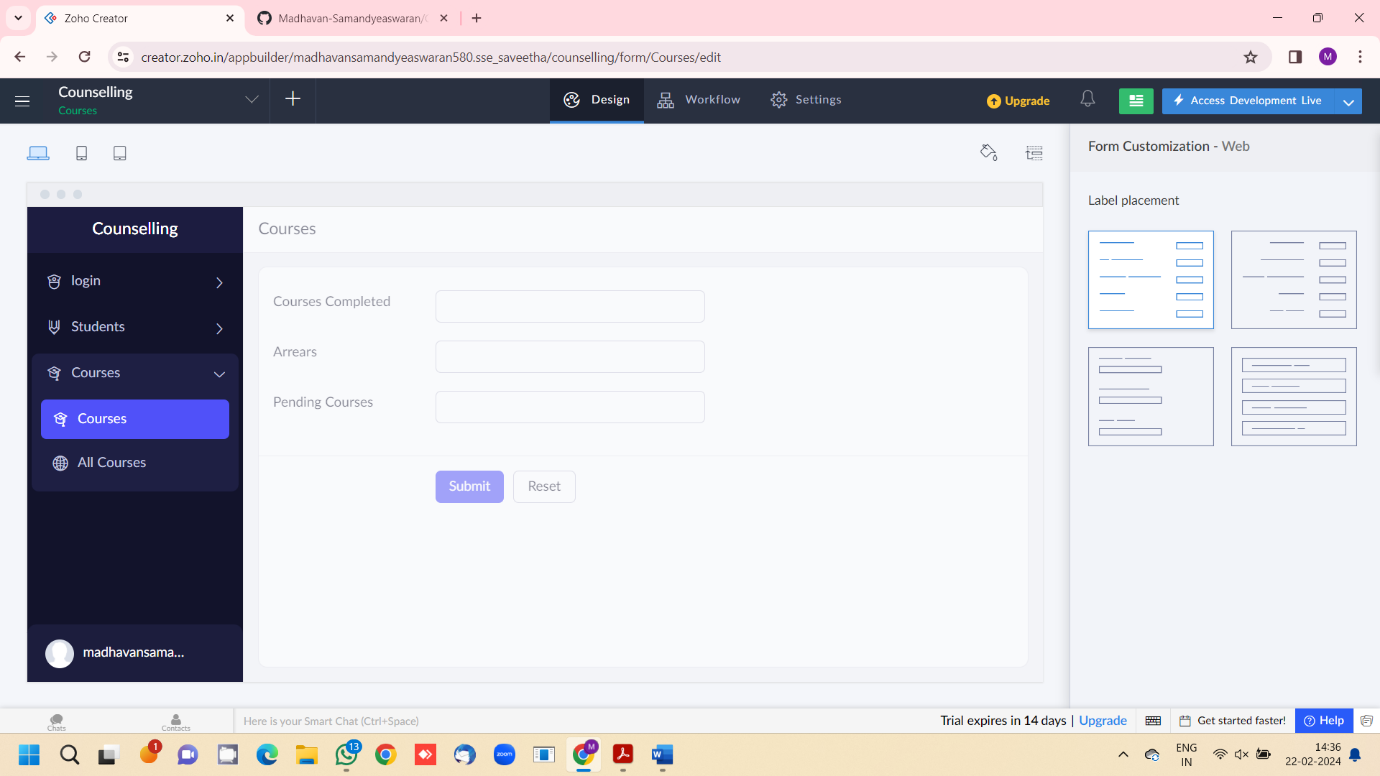 Zoho Creator
Madhavan-Samandyeaswaran/
creator.zoho.in/appbuilder/madhavansamandyeaswaran580.sse_saveetha/counselling/form/Courses/edit
M
Counselling
Courses
Design
Workflow
Settings
Upgrade
Access Development Live
Form Customization - Web
Label placement
Counselling
Courses
login
Students
Courses
Courses
All Courses
Courses Completed
Arrears
Pending Courses
Submit
Reset
madhavansama...
Chats
Contacts
Here is your Smart Chat (Ctrl+Space)
Trial expires in 14 days | Upgrade
Get started faster!
Help
1
13
zoom
M
W
ENG
IN
14:36
22-02-2024